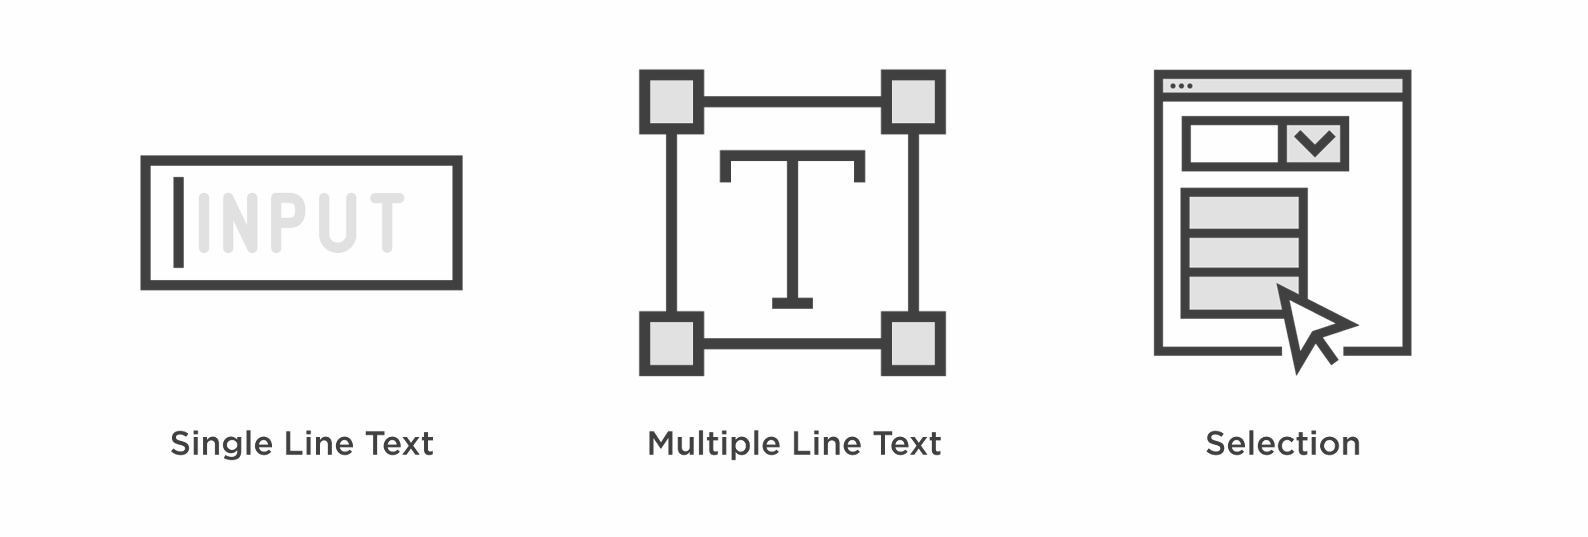 INPUT
T
Single Line Text
Multiple Line Text
Selection